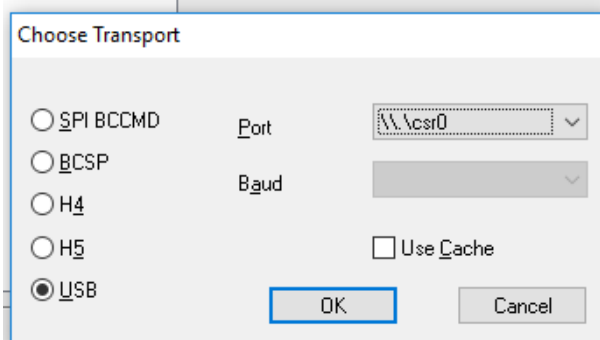 Choose Transport
SPI BCCMD
Port
\\.\csr0
BCSP
Baud
H4
H5
Use Cache
USB
OK
Cancel